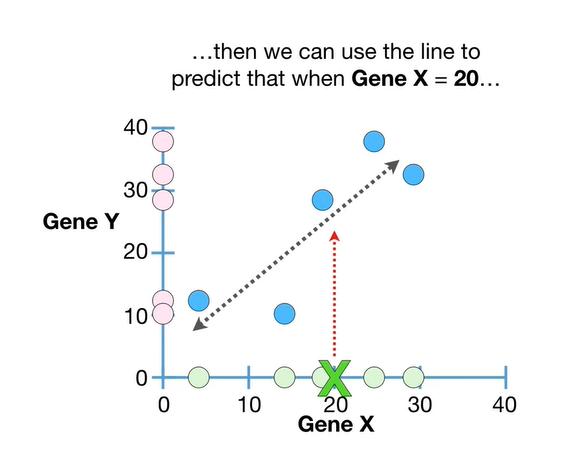 ...then we can use the line to
predict that when Gene X = 20...
40
30
Gene Y
20
10
0
X
0 10 20 30 40
Gene X